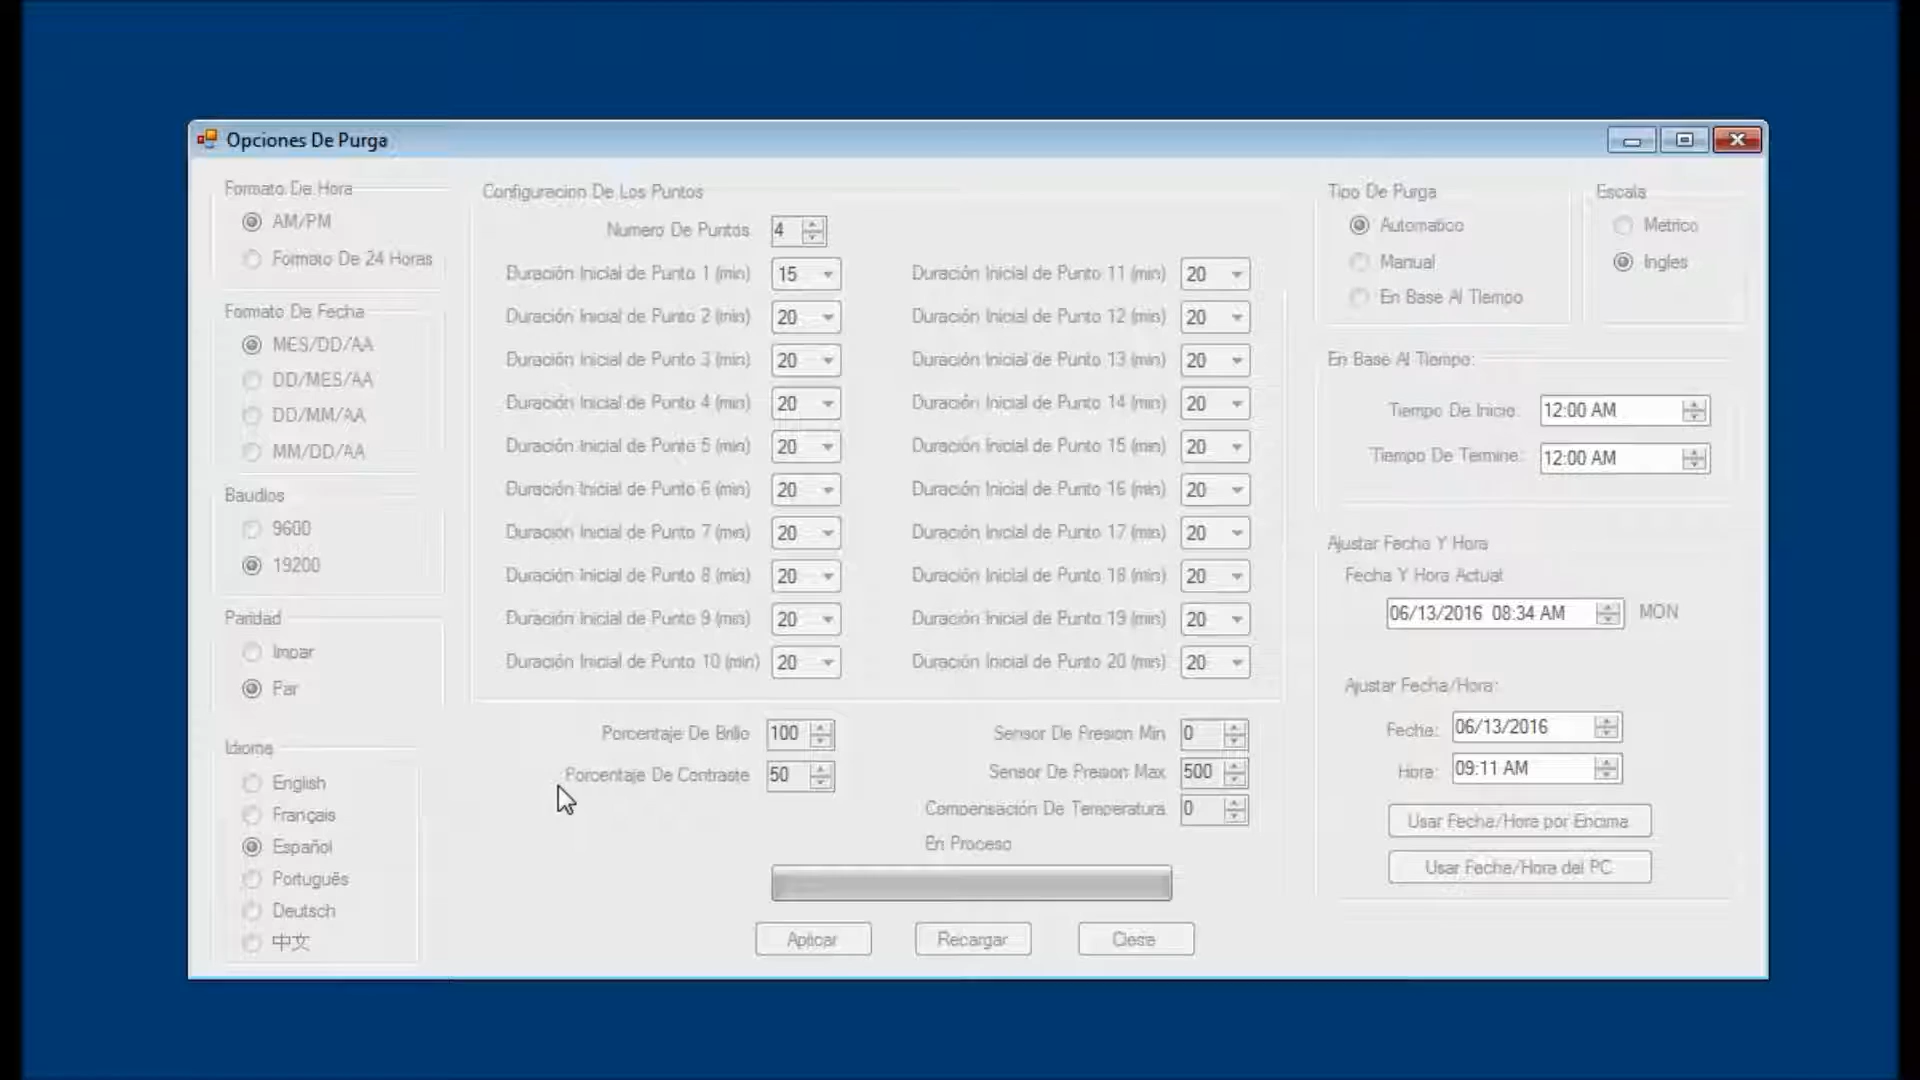 Opciones De Purga
Formato De Hora
AM/PM
Formato De 24 Horas
Formato De Fecha
MES/DD/AA
DD/MES/AA
DD/MM/AA
MM/DD/AA
Baudios
9600
19200
Paridad
Impar
Par
Idioma
English
Français
Español
Português
Deutsch
中文
Configuracion De Los Puntos
Numero De Puntos 4
Duración Inicial de Punto 1 (min) 15
Duración Inicial de Punto 2 (min) 20
Duración Inicial de Punto 3 (min) 20
Duración Inicial de Punto 4 (min) 20
Duración Inicial de Punto 5 (min) 20
Duración Inicial de Punto 6 (min) 20
Duración Inicial de Punto 7 (min) 20
Duración Inicial de Punto 8 (min) 20
Duración Inicial de Punto 9 (min) 20
Duración Inicial de Punto 10 (min) 20
Duración Inicial de Punto 11 (min) 20
Duración Inicial de Punto 12 (min) 20
Duración Inicial de Punto 13 (min) 20
Duración Inicial de Punto 14 (min) 20
Duración Inicial de Punto 15 (min) 20
Duración Inicial de Punto 16 (min) 20
Duración Inicial de Punto 17 (min) 20
Duración Inicial de Punto 18 (min) 20
Duración Inicial de Punto 19 (min) 20
Duración Inicial de Punto 20 (min) 20
Porcentaje De Brillo 100
Porcentaje De Contraste 50
Sensor De Presion Min 0
Sensor De Presion Max 500
Compensación De Temperatura 0
En Proceso
Aplicar
Recargar
Cierra
Tipo De Purga
Automatico
Manual
En Base Al Tiempo
Escala
Metrico
Ingles
En Base Al Tiempo:
Tiempo De Inicio: 12:00 AM
Tiempo De Termine: 12:00 AM
Ajustar Fecha Y Hora
Fecha Y Hora Actual
06/13/2016 08:34 AM MON
Ajustar Fecha/Hora:
Fecha: 06/13/2016
Hora: 09:11 AM
Usar Fecha/Hora por Encima
Usar Fecha/Hora del PC